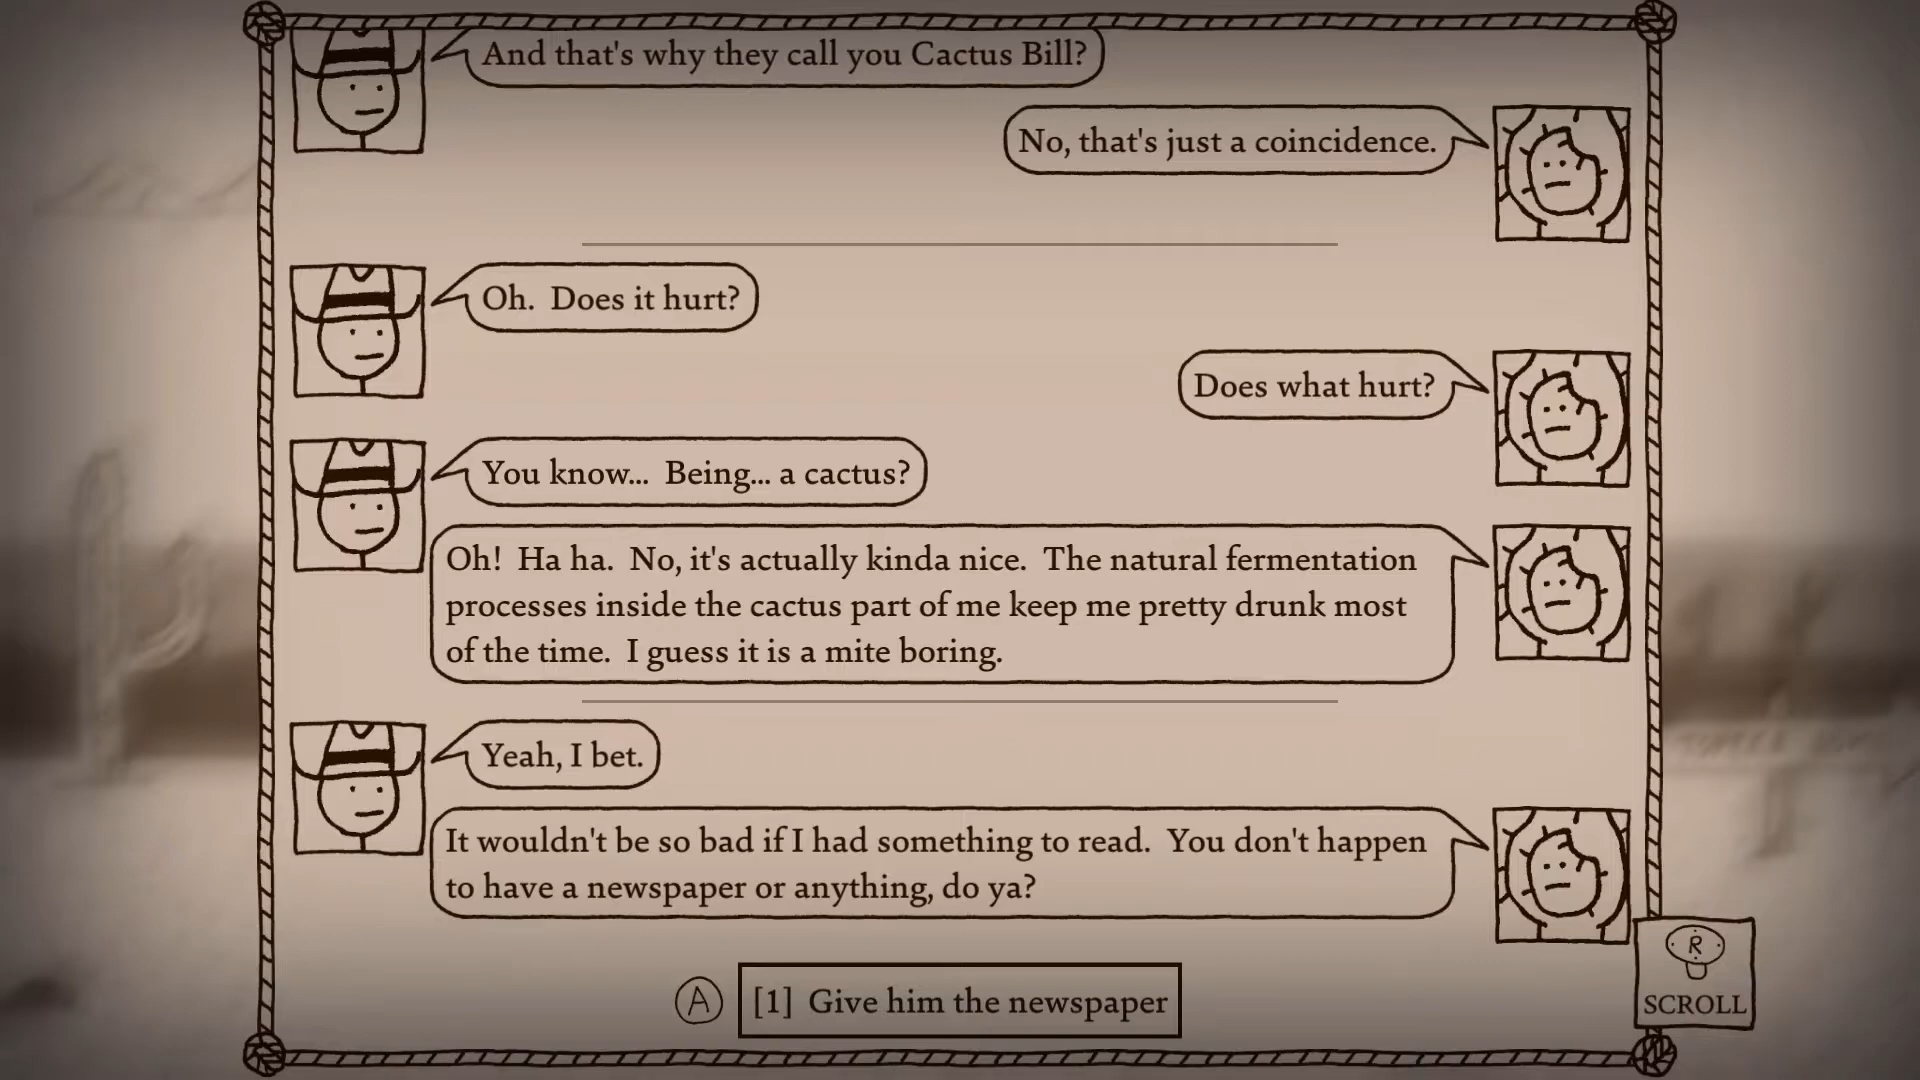 And that's why they call you Cactus Bill?
No, that's just a coincidence.
Oh.  Does it hurt?
Does what hurt?
You know...  Being... a cactus?
Oh!  Ha ha.  No, it's actually kinda nice.  The natural fermentation
processes inside the cactus part of me keep me pretty drunk most
of the time.  I guess it is a mite boring.
Yeah, I bet.
It wouldn't be so bad if I had something to read.  You don't happen
to have a newspaper or anything, do ya?
A [1]  Give him the newspaper
R
SCROLL